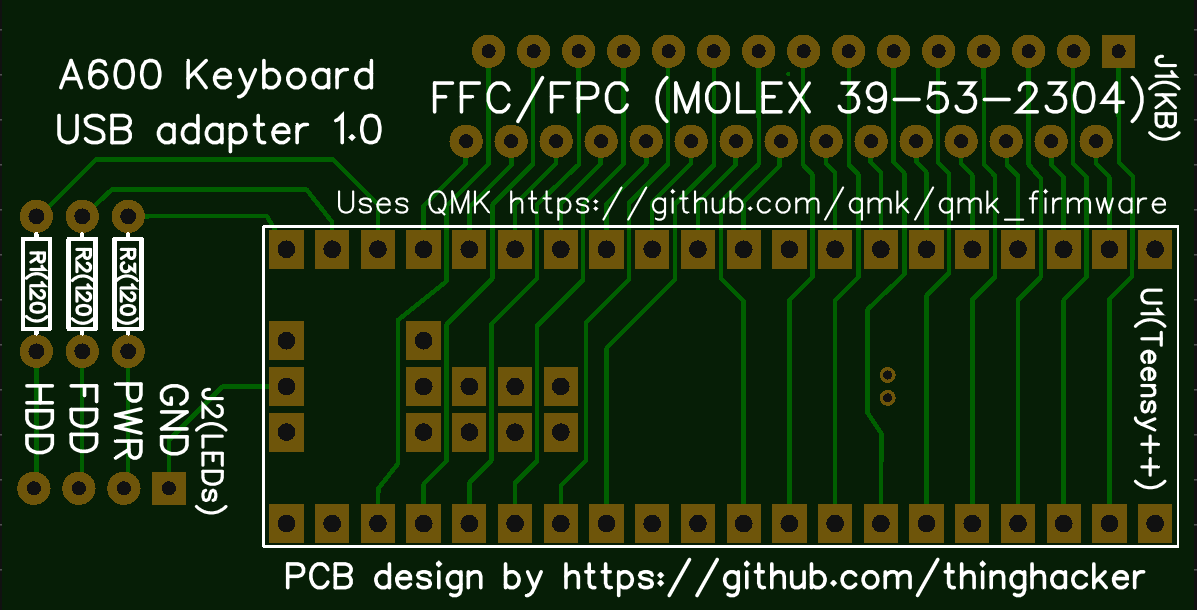 A600 Keyboard
USB adapter 1.0
FFC/FPC (MOLEX 39-53-2304)
J1(KB)
Uses QMK https://github.com/qmk/qmk_firmware
R1(120)
R2(120)
R3(120)
HDD
FDD
PWR
GND
J2(LEDs)
U1(Teensy++)
PCB design by https://github.com/thinghacker